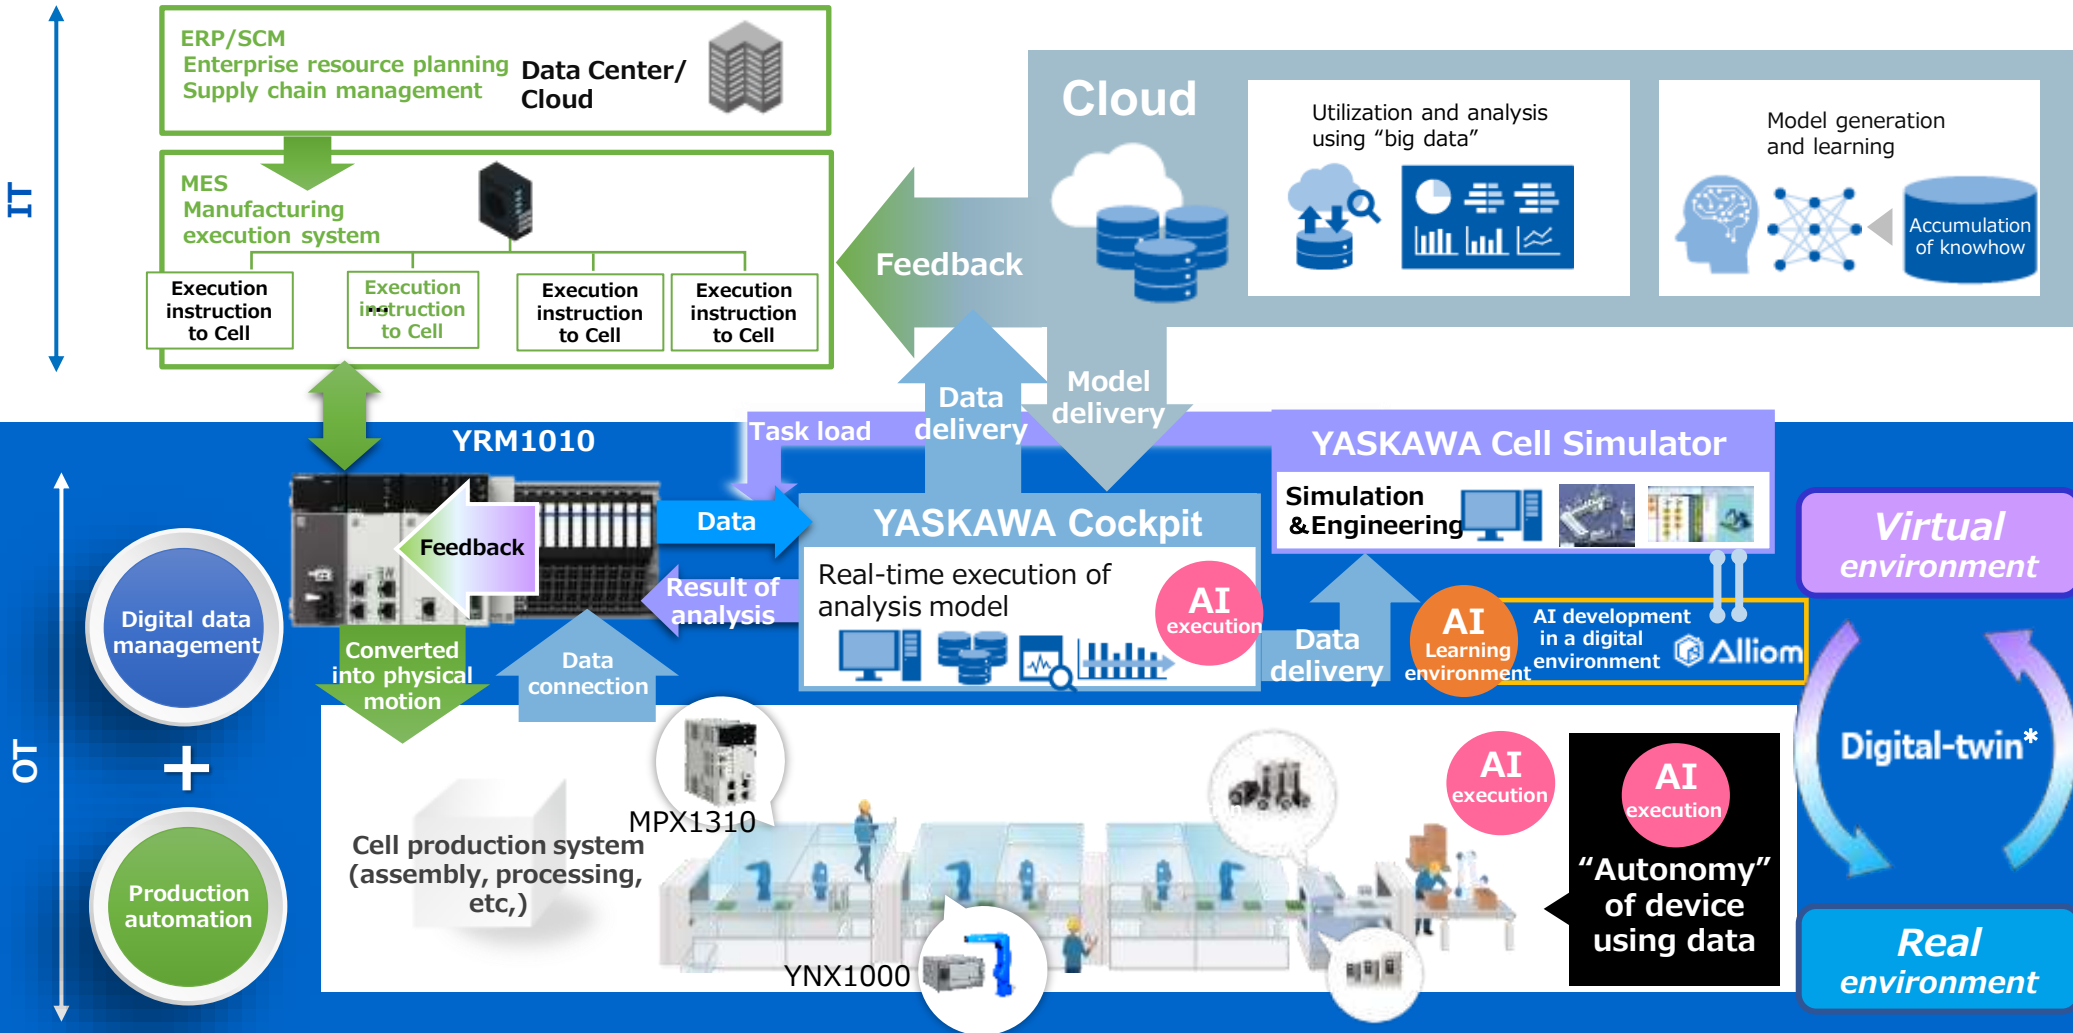 IT
ERP/SCM
Enterprise resource planning
Supply chain management
Data Center/
Cloud
MES
Manufacturing
execution system
Execution
instruction
to Cell
Execution
instruction
...
to Cell
Execution
instruction
to Cell
Execution
instruction
to Cell
Feedback
Cloud
Utilization and analysis
using “big data”
Model generation
and learning
Accumulation
of knowhow
Data
delivery
Model
delivery
OT
YRM1010
Task load
Feedback
Data
Result of
analysis
YASKAWA Cockpit
Real-time execution of
analysis model
AI
execution
YASKAWA Cell Simulator
Simulation
&Engineering
Data
delivery
AI
Learning
environment
AI development
in a digital
environment
Alliom
Virtual
environment
Digital-twin*
Real
environment
Digital data
management
+
Production
automation
Converted
into physical
motion
Data
connection
MPX1310
Cell production system
(assembly, processing,
etc,)
YNX1000
AI
execution
AI
execution
“Autonomy”
of device
using data